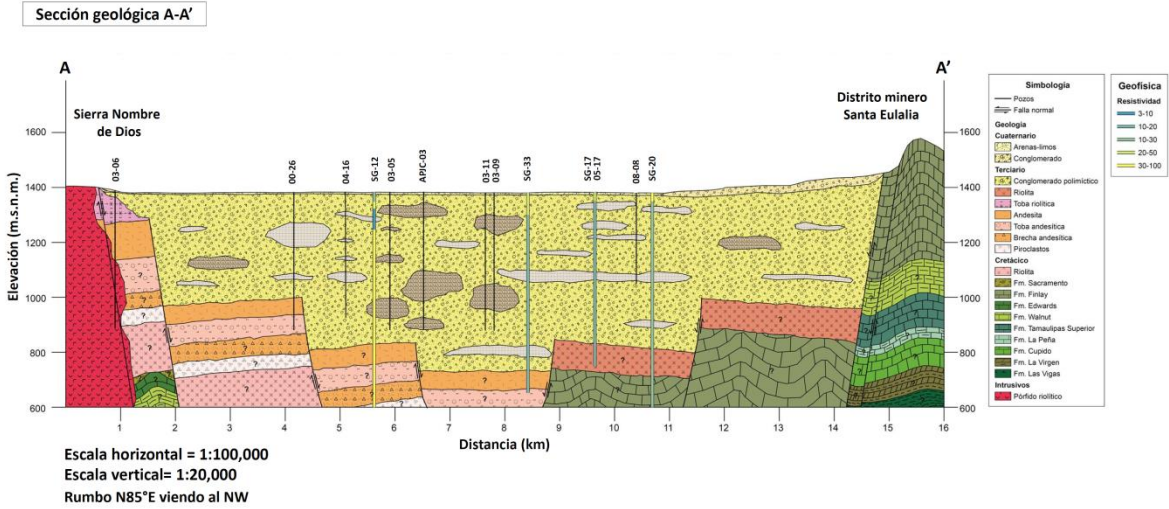 Sección geológica A-A’
A
A’
Sierra Nombre
de Dios
Distrito minero
Santa Eulalia
Elevación (m.s.n.m.)
1600
1400
1200
1000
800
600
1600
1400
1200
1000
800
600
03-06
00-26
04-16
SG-12
03-05
APJC-03
03-11
03-09
SG-33
SG-17
05-17
08-08
SG-20
? ? ? ? ? ? ? ? ? ? ? ? ? ? ? ? ? ? ? ? ?
1 2 3 4 5 6 7 8 9 10 11 12 13 14 15 16
Distancia (km)
Escala horizontal = 1:100,000
Escala vertical= 1:20,000
Rumbo N85°E viendo al NW
Simbología
Pozos
Falla normal
Geología
Cuaternario
Arenas-limos
Conglomerado
Terciario
Conglomerado polimíctico
Riolita
Toba riolítica
Andesita
Toba andesítica
Brecha andesítica
Piroclastos
Cretácico
Riolita
Fm. Sacramento
Fm. Edwards
Fm. Finlay
Fm. Walnut
Fm. Tamaulipas Superior
Fm. La Peña
Fm. Cupido
Fm. La Virgen
Fm. Las Vigas
Intrusivos
Pórfido riolítico
Geofísica
Resistividad
3-10
10-20
10-30
20-50
30-100